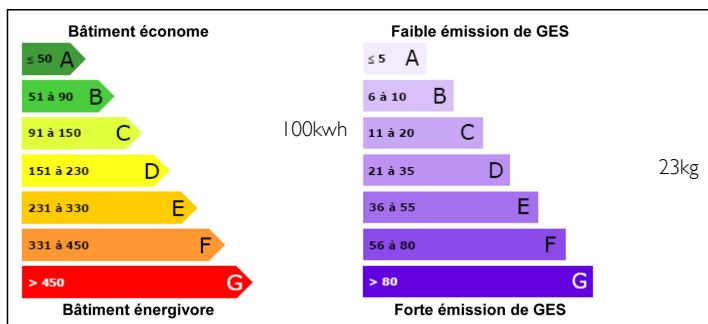 Bâtiment économe
≤ 50 A
51 à 90 B
91 à 150 C
100kwh
151 à 230 D
231 à 330 E
331 à 450 F
> 450 G
Bâtiment énergivore
Faible émission de GES
≤ 5 A
6 à 10 B
11 à 20 C
21 à 35 D
23kg
36 à 55 E
56 à 80 F
> 80 G
Forte émission de GES